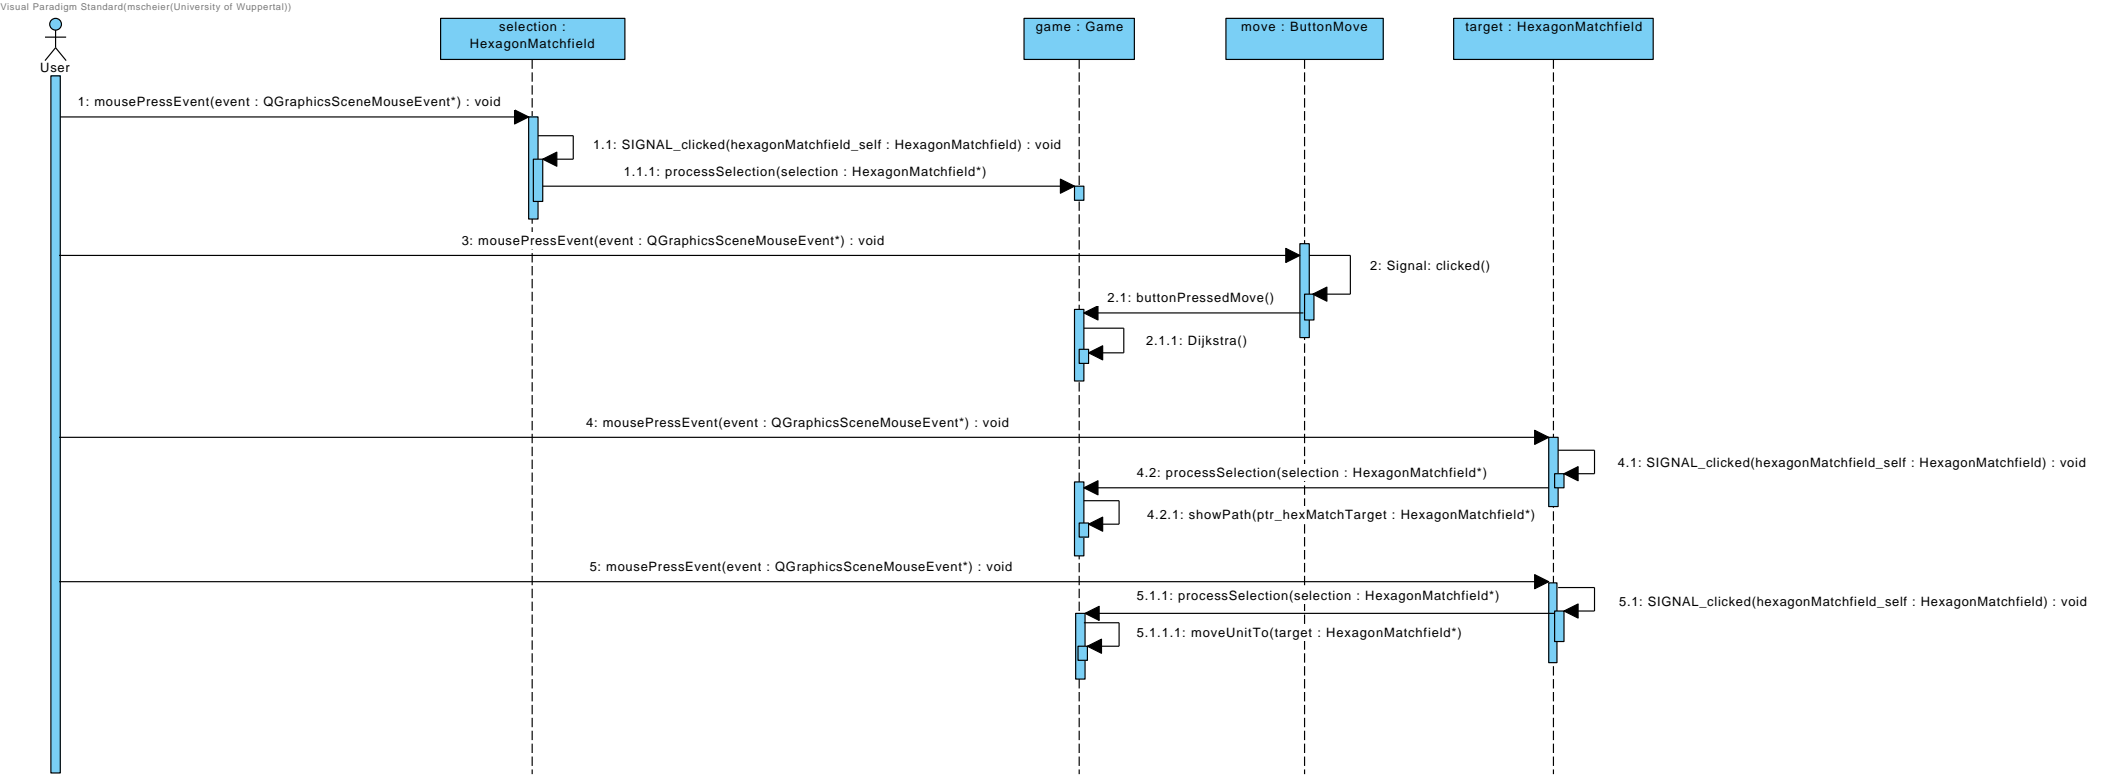 Visual Paradigm Standard(mscheier(University of Wuppertal))
User
selection :
HexagonMatchfield
game : Game
move : ButtonMove
target : HexagonMatchfield
1: mousePressEvent(event : QGraphicsSceneMouseEvent*) : void
1.1: SIGNAL_clicked(hexagonMatchfield_self : HexagonMatchfield) : void
1.1.1: processSelection(selection : HexagonMatchfield*)
3: mousePressEvent(event : QGraphicsSceneMouseEvent*) : void
2: Signal: clicked()
2.1: buttonPressedMove()
2.1.1: Dijkstra()
4: mousePressEvent(event : QGraphicsSceneMouseEvent*) : void
4.1: SIGNAL_clicked(hexagonMatchfield_self : HexagonMatchfield) : void
4.2: processSelection(selection : HexagonMatchfield*)
4.2.1: showPath(ptr_hexMatchTarget : HexagonMatchfield*)
5: mousePressEvent(event : QGraphicsSceneMouseEvent*) : void
5.1.1: processSelection(selection : HexagonMatchfield*)
5.1: SIGNAL_clicked(hexagonMatchfield_self : HexagonMatchfield) : void
5.1.1.1: moveUnitTo(target : HexagonMatchfield*)